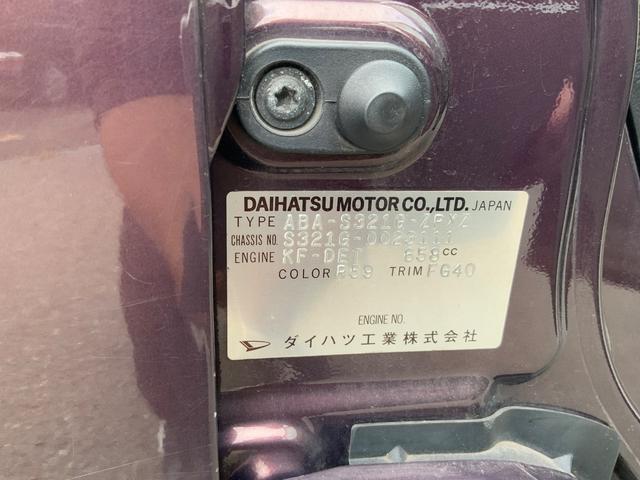 DAIHATSU MOTOR CO.,LTD. JAPAN
TYPE ABA-S321G-ZPXZ
CHASSIS NO. S321G-0029111
ENGINE KF-DET 658 CC
COLOR R59 TRIM FG40
ENGINE NO.
ダイハツ工業株式会社